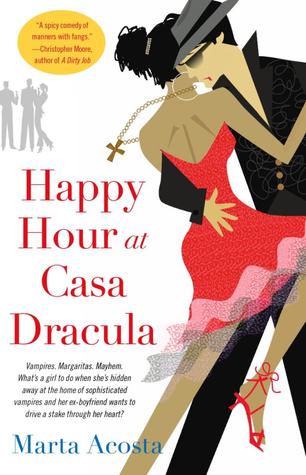 "A spicy comedy
of manners with fangs."
—Christopher Moore,
author of A Dirty Job
Happy
Hour at
Casa
Dracula
Vampires. Margaritas. Mayhem.
What's a girl to do when she's hidden
away at the home of sophisticated
vampires and her ex-boyfriend wants to
drive a stake through her heart?
Marta Acosta